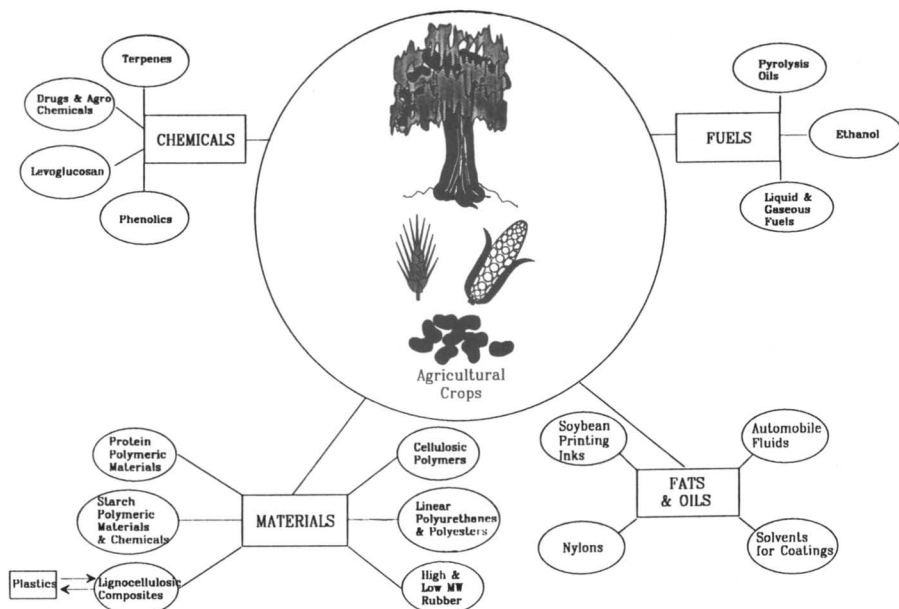 Terpenes
Drugs & Agro
Chemicals
Levoglucosan
Phenolics
CHEMICALS
FUELS
Pyrolysis
Oils
Ethanol
Liquid &
Gaseous
Fuels
Agricultural
Crops
Protein
Polymeric
Materials
Starch
Polymeric
Materials
& Chemicals
Plastics
Lignocellulosic
Composites
MATERIALS
Cellulosic
Polymers
Linear
Polyurethanes
& Polyesters
High &
Low MW
Rubber
Soybean
Printing
Inks
Automobile
Fluids
FATS
& OILS
Nylons
Solvents
for Coatings